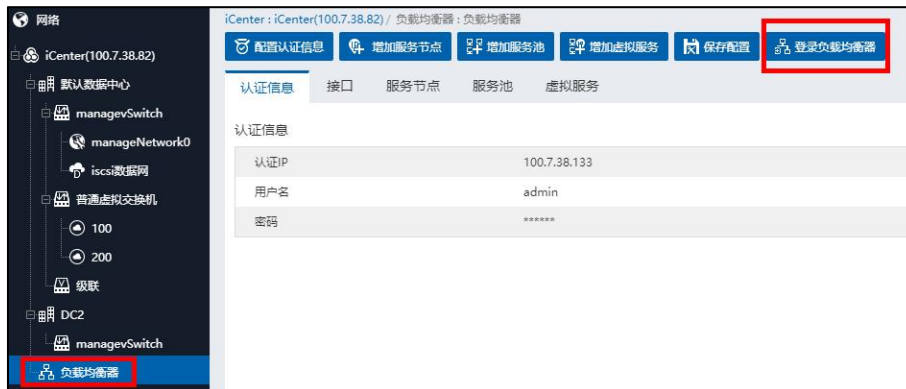 网络
iCenter(100.7.38.82)
默认数据中心
managevSwitch
manageNetwork0
iscsi数据网
普通虚拟交换机
100
200
级联
DC2
managevSwitch
负载均衡器
iCenter : iCenter(100.7.38.82) / 负载均衡器 : 负载均衡器
配置认证信息 增加服务节点 增加服务池 增加虚拟服务 保存配置 登录负载均衡器
认证信息 接口 服务节点 服务池 虚拟服务
认证信息
认证IP 100.7.38.133
用户名 admin
密码 ******